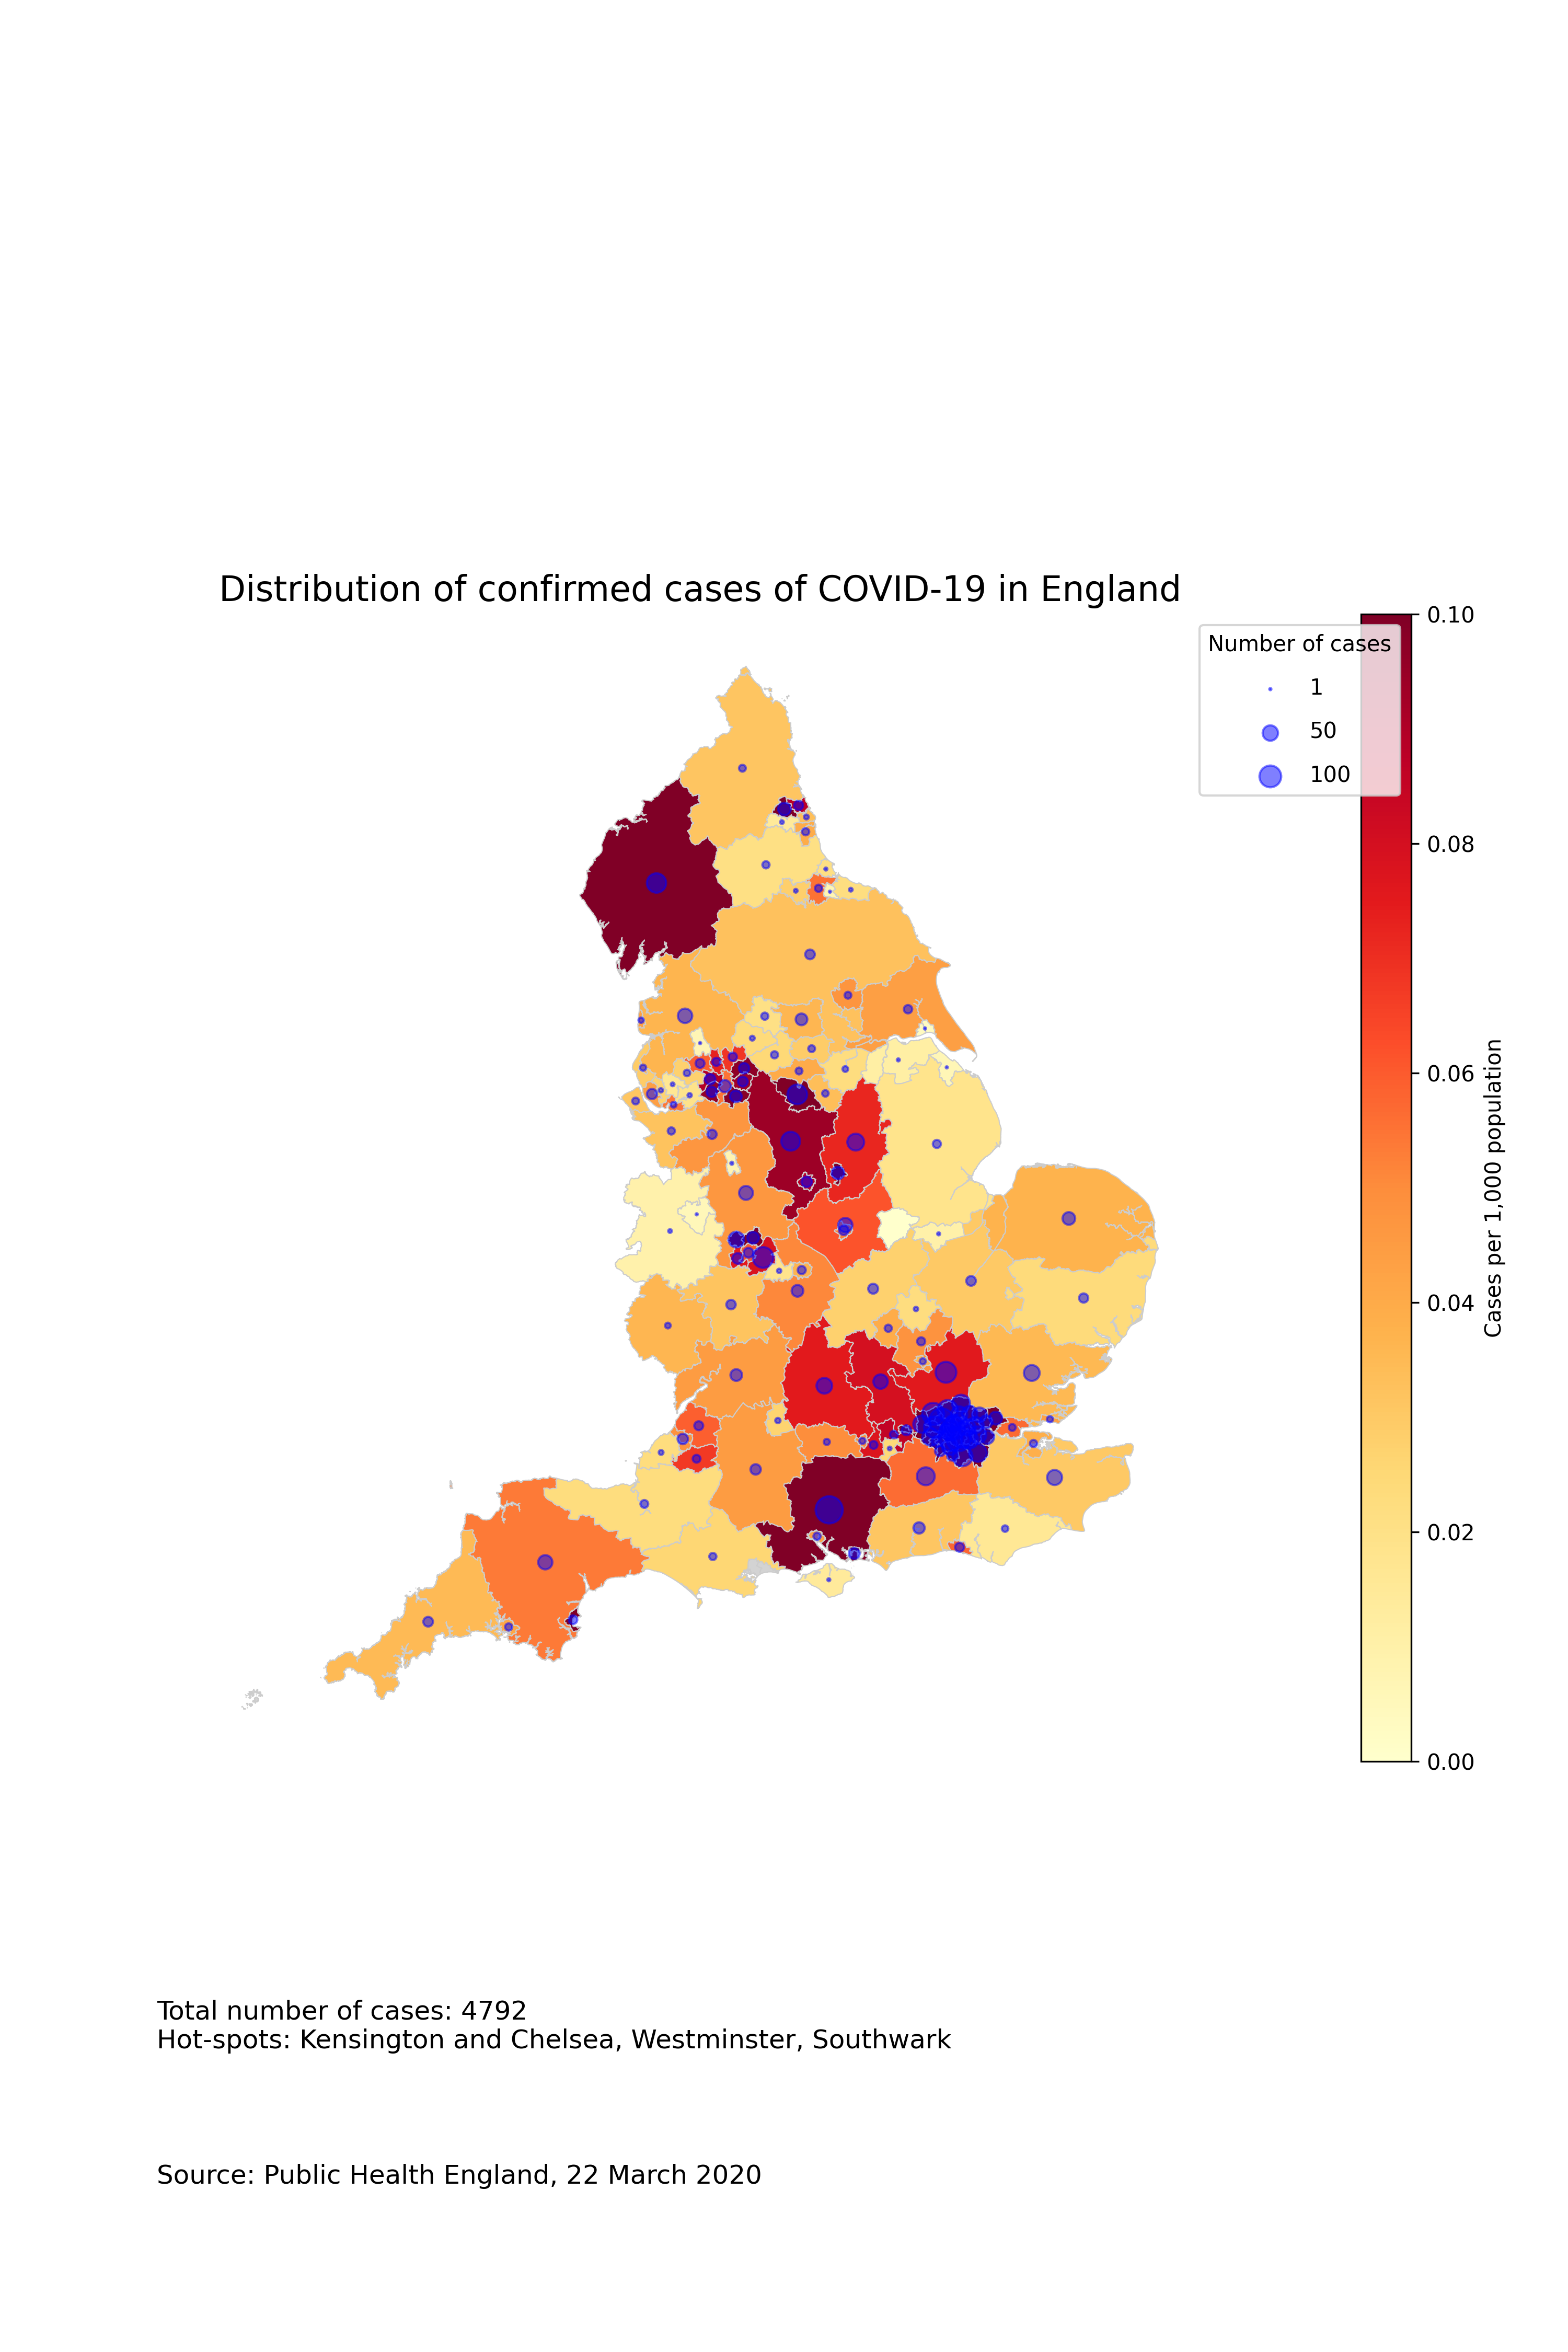 Distribution of confirmed cases of COVID-19 in England
Number of cases
1
50
100
0.10
0.08
0.06
0.04
0.02
0.00
Cases per 1,000 population
Total number of cases: 4792
Hot-spots: Kensington and Chelsea, Westminster, Southwark
Source: Public Health England, 22 March 2020